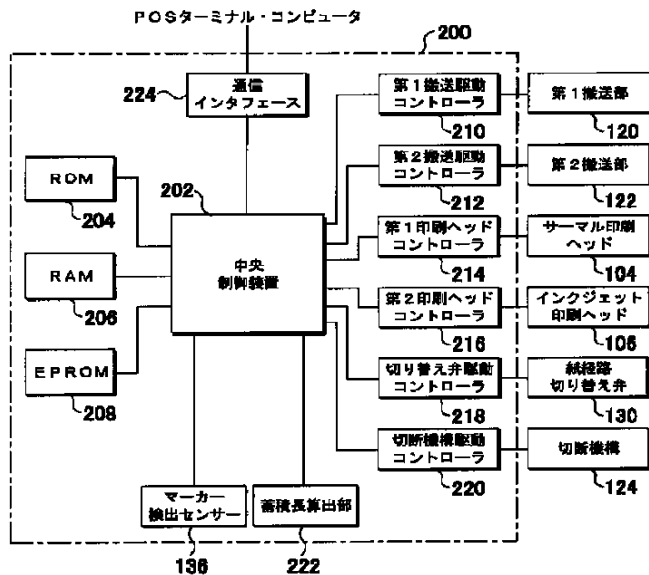 POSターミナル・コンピュータ
200
224
通信
インタフェース
第1搬送駆動
コントローラ
210
第1搬送部
120
第2搬送駆動
コントローラ
212
第2搬送部
122
ROM
204
202
中央
制御装置
第1印刷ヘッド
コントローラ
214
サーマル印刷
ヘッド
104
RAM
206
第2印刷ヘッド
コントローラ
216
インクジェット
印刷ヘッド
106
EPROM
208
切り替え弁駆動
コントローラ
218
紙経路
切り替え弁
130
切断機構駆動
コントローラ
220
切断機構
124
マーカー
検出センサー
136
蓄積長算出部
222